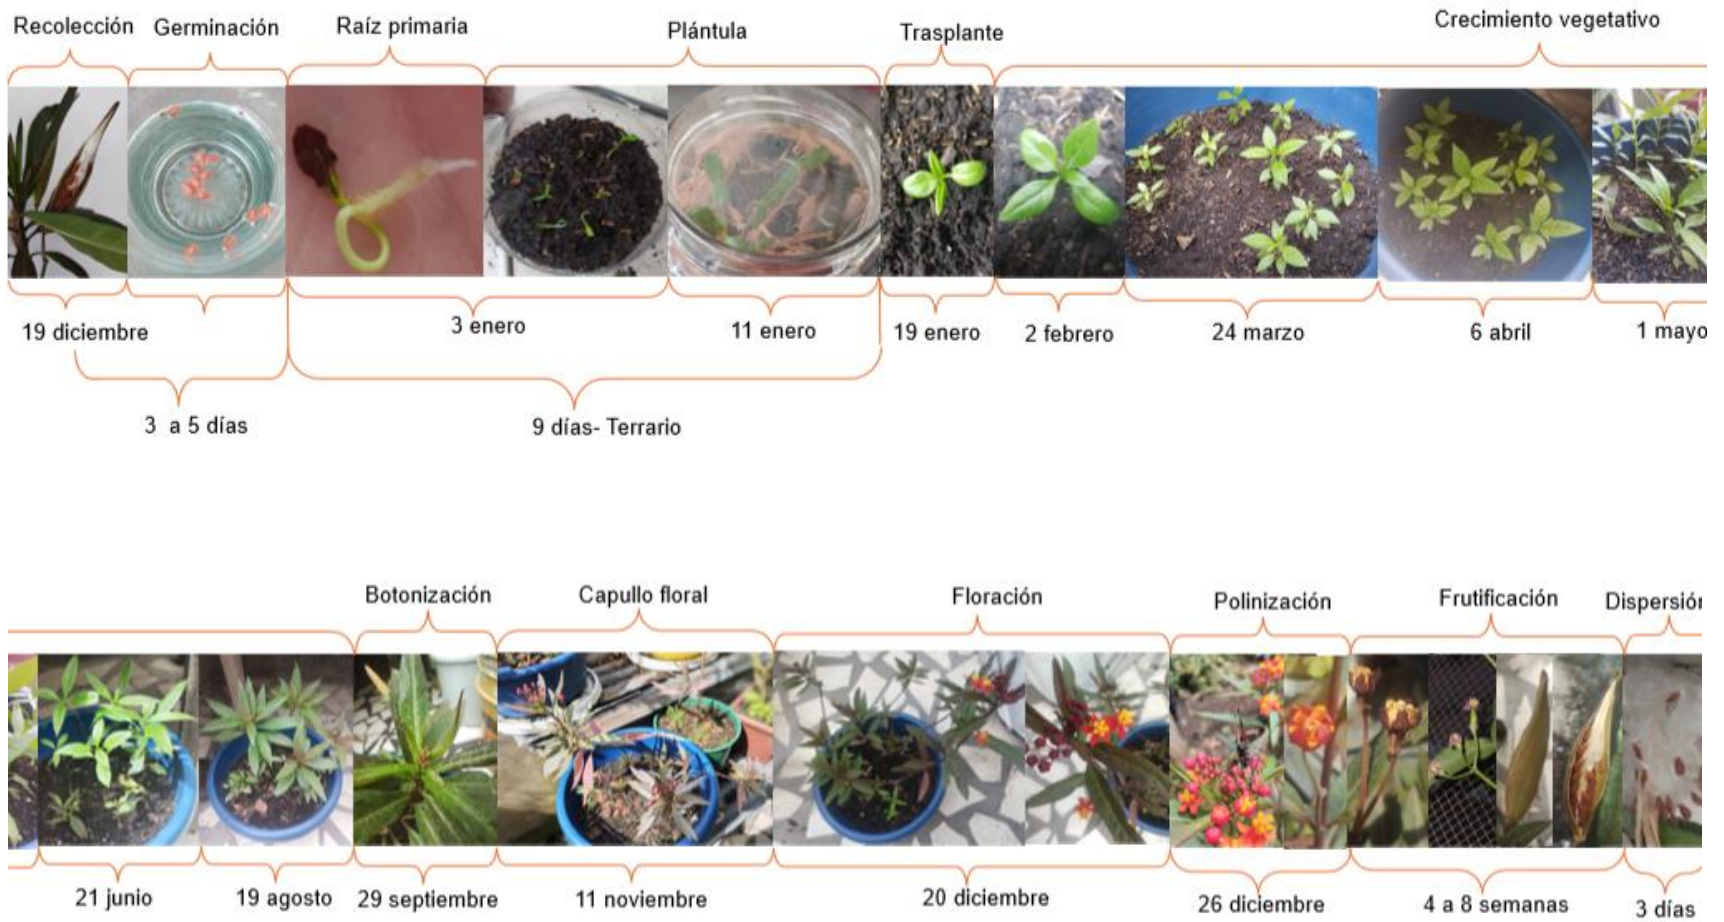 Recolección
Germinación
Raíz primaria
Plántula
Trasplante
Crecimiento vegetativo
19 diciembre
3 enero
11 enero
19 enero
2 febrero
24 marzo
6 abril
1 mayo
3 a 5 días
9 días- Terrario
Botonización
Capullo floral
Floración
Polinización
Frutificación
Dispersión
21 junio
19 agosto
29 septiembre
11 noviembre
20 diciembre
26 diciembre
4 a 8 semanas
3 días